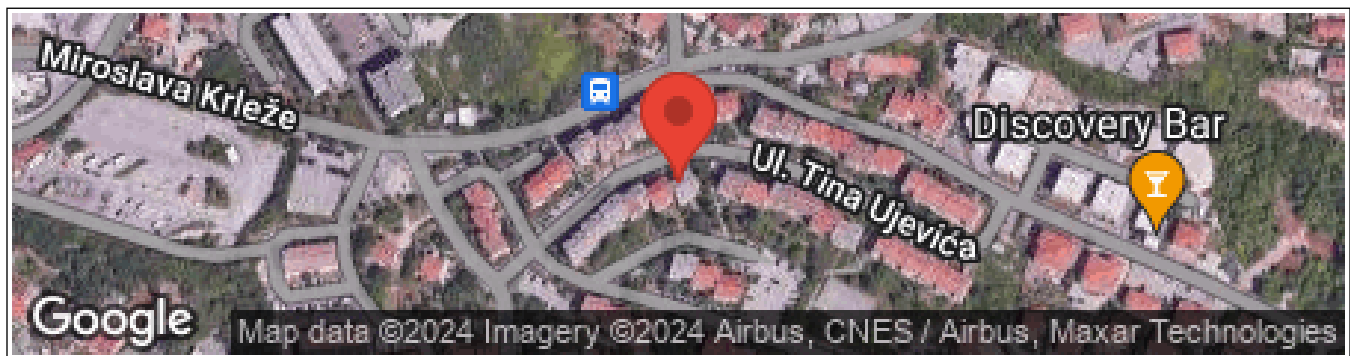 Miroslava Krleže
Discovery Bar
Ul. Tina Ujevića
Google
Map data ©2024 Imagery ©2024 Airbus, CNES / Airbus, Maxar Technologies